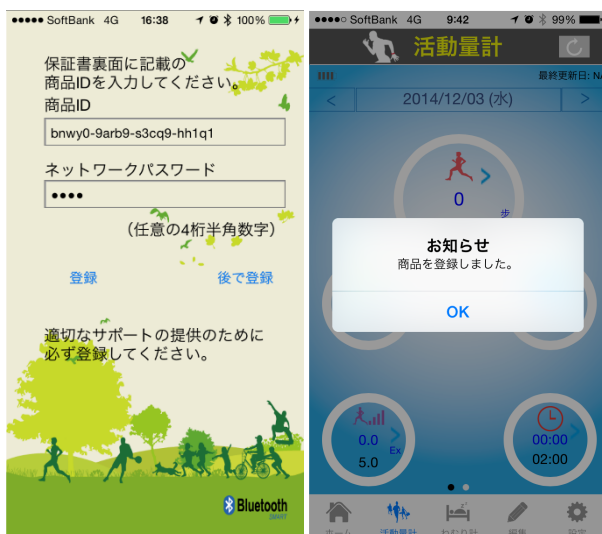 SoftBank 4G 16:38 100%
保証書裏面に記載の
商品IDを入力してください。
商品ID
bnwy0-9arb9-s3cq9-hh1q1
ネットワークパスワード
(任意の4桁半角数字)
登録 後で登録
適切なサポートの提供のために
必ず登録してください。
Bluetooth
SMART
SoftBank 4G 9:42 99%
活動量計
最終更新日: N/
< 2014/12/03 (水) >
0
歩
お知らせ
商品を登録しました。
OK
0.0 Ex
5.0
00:00
02:00
ホーム 活動量計 ねむり計 編集 設定